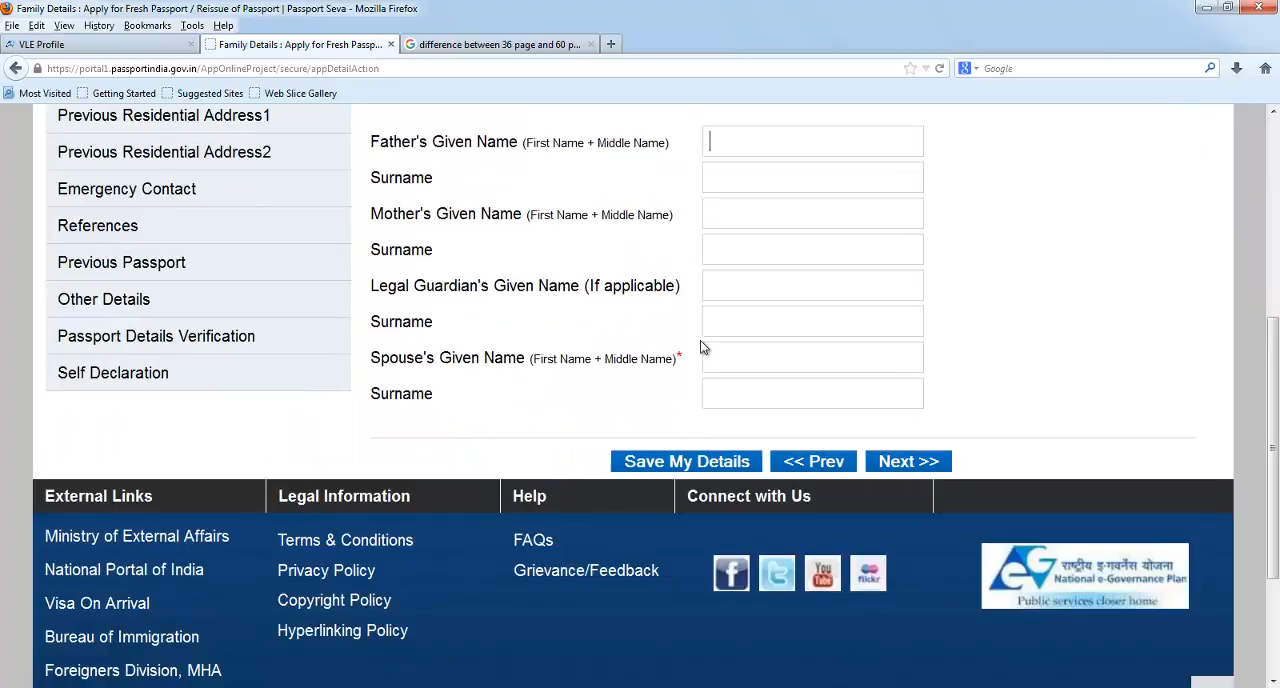 Family Details : Apply for Fresh Passport / Reissue of Passport | Passport Seva - Mozilla Firefox
File Edit View History Bookmarks Tools Help
VLE Profile
Family Details : Apply for Fresh Passp...
difference between 36 page and 60 p...
https://portal1.passportindia.gov.in/AppOnlineProject/secure/appDetailAction
Google
Most Visited Getting Started Suggested Sites Web Slice Gallery
Previous Residential Address1
Previous Residential Address2
Emergency Contact
References
Previous Passport
Other Details
Passport Details Verification
Self Declaration
Father's Given Name (First Name + Middle Name)
Surname
Mother's Given Name (First Name + Middle Name)
Surname
Legal Guardian's Given Name (If applicable)
Surname
Spouse's Given Name (First Name + Middle Name)*
Surname
Save My Details << Prev Next >>
External Links
Ministry of External Affairs
National Portal of India
Visa On Arrival
Bureau of Immigration
Foreigners Division, MHA
Legal Information
Terms & Conditions
Privacy Policy
Copyright Policy
Hyperlinking Policy
Help
FAQs
Grievance/Feedback
Connect with Us
f
t
You Tube
flickr
eG
राष्ट्रीय इ-गवर्नेंस योजना
National e-Governance Plan
Public services closer home